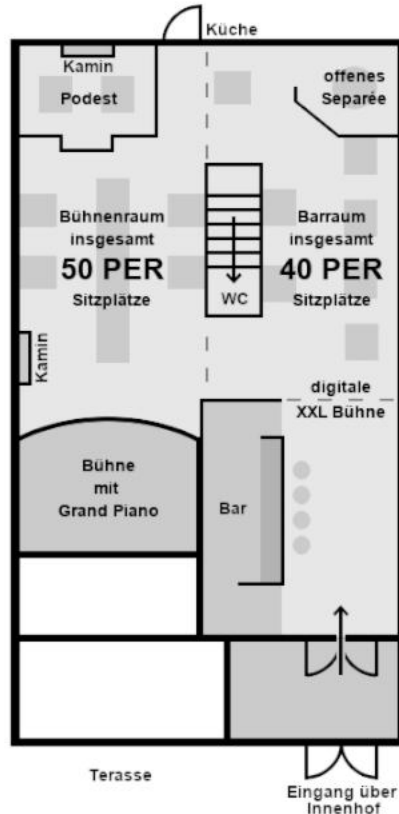 Küche
Kamin
Podest
offenes
Separée
Bühnenraum
insgesamt
50 PER
Sitzplätze
WC
Barraum
insgesamt
40 PER
Sitzplätze
Kamin
digitale
XXL Bühne
Bühne
mit
Grand Piano
Bar
Terasse
Eingang über
Innenhof